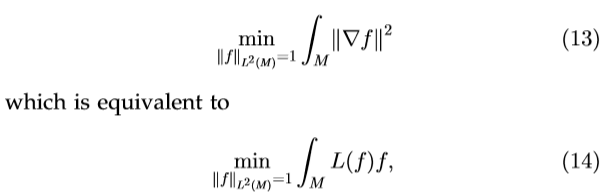 min ‖f‖_{L²(M)}=1 ∫_M ‖∇f‖² (13)
which is equivalent to
min ‖f‖_{L²(M)}=1 ∫_M L(f)f, (14)